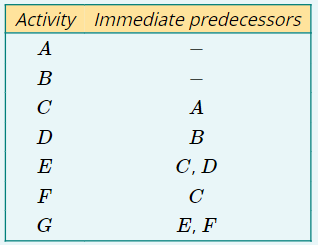 Activity Immediate predecessors
A –
B –
C A
D B
E C, D
F C
G E, F